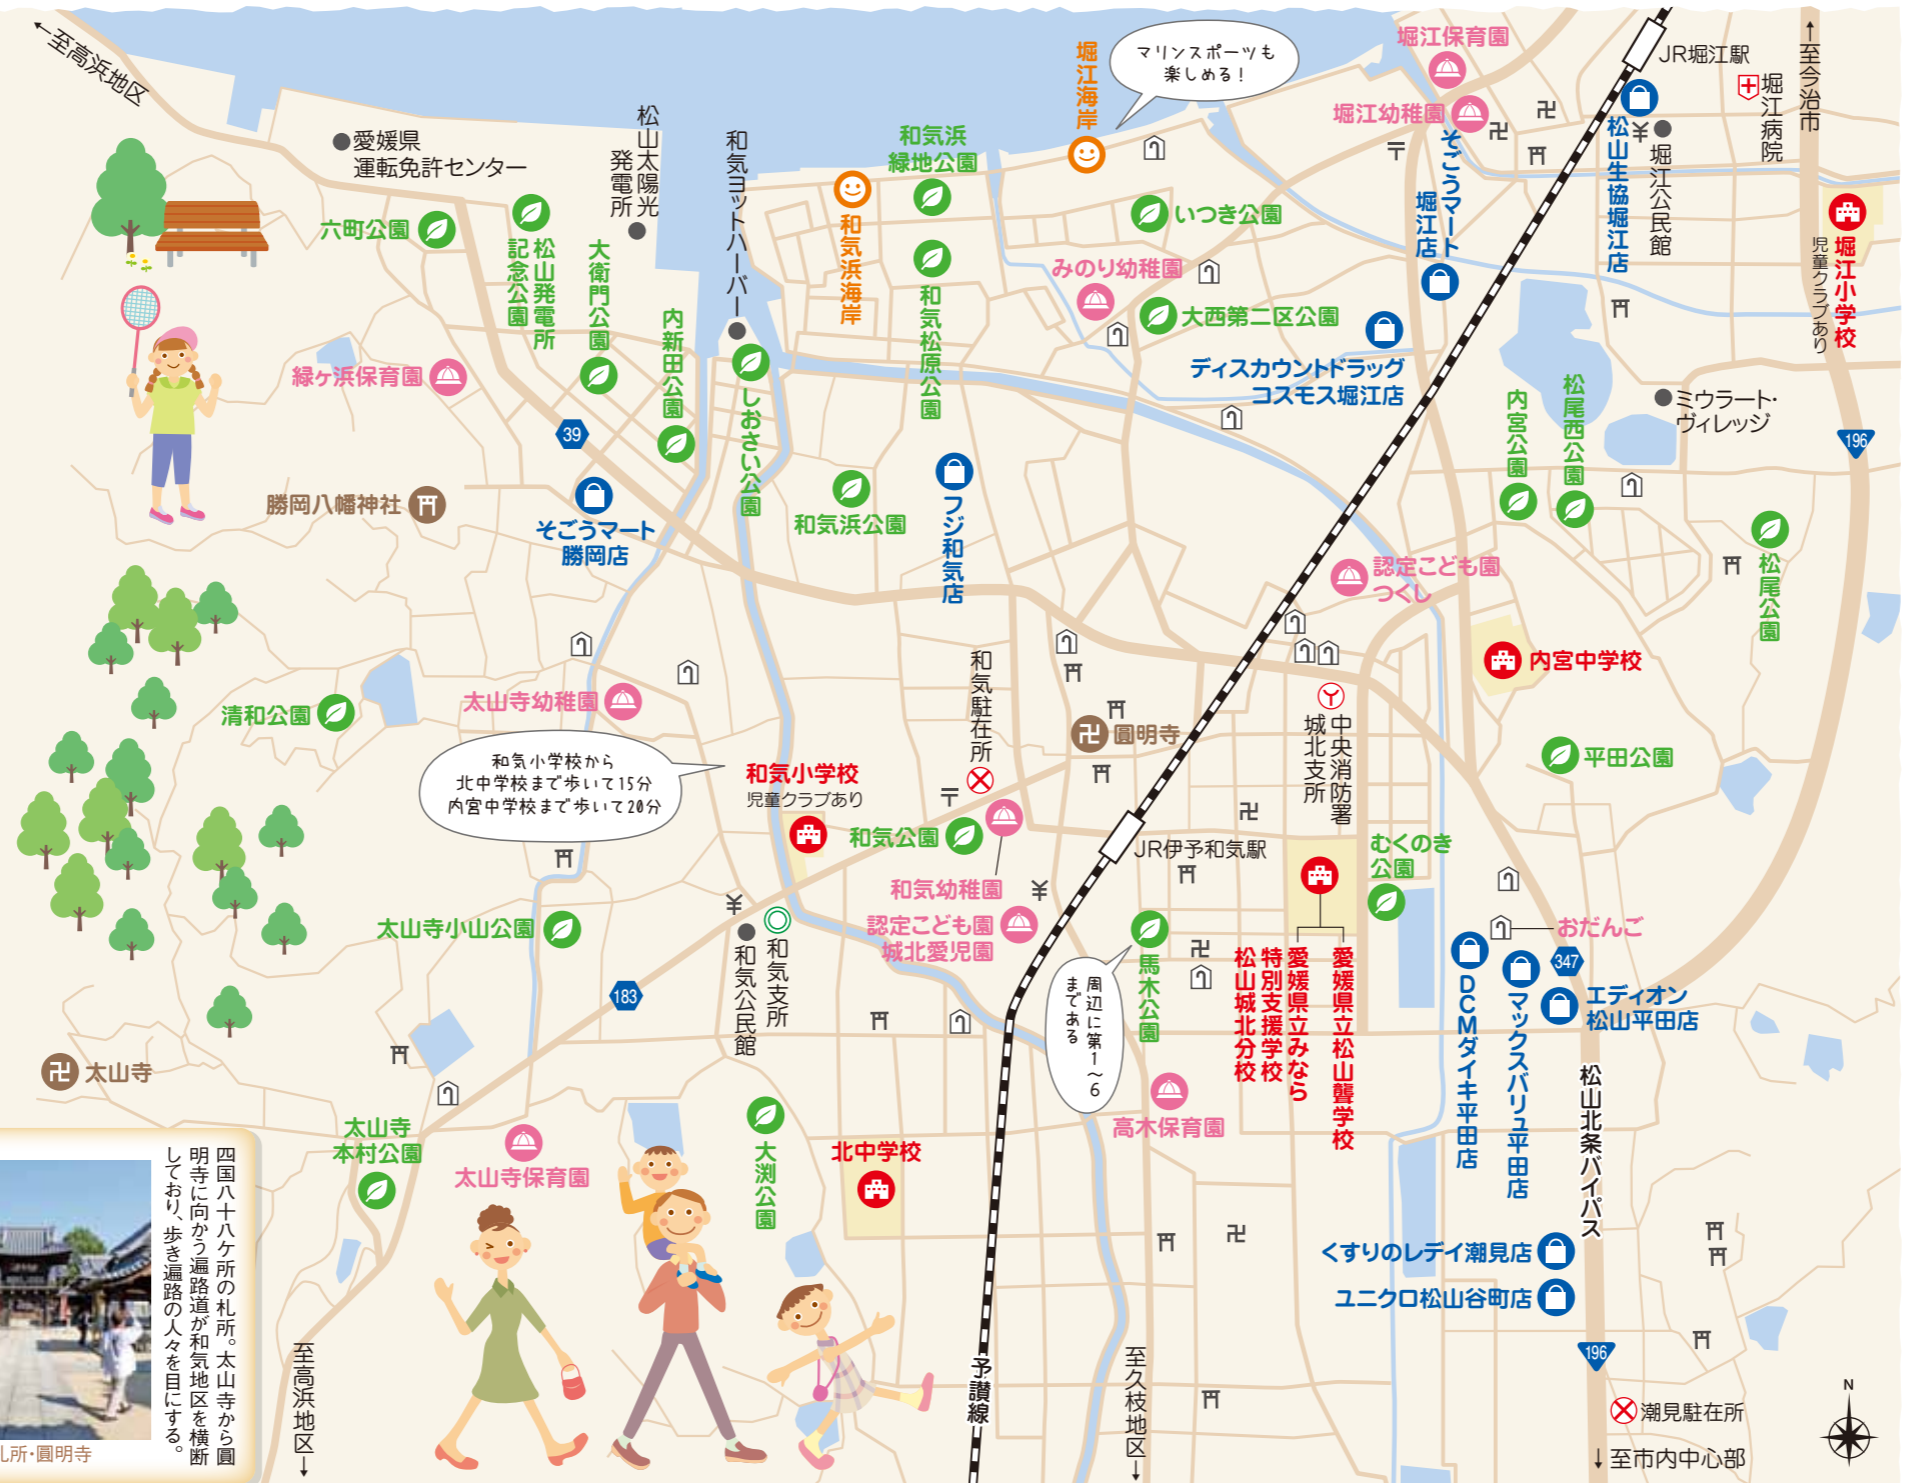 ←至高浜地区
愛媛県
運転免許センター
松山太陽光
発電所
和気ヨットハーバー
和気浜
緑地公園
堀江海岸
マリンスポーツも
楽しめる！
堀江保育園
堀江幼稚園
JR堀江駅
堀江病院
↑至今治市
六町公園
松山発電所
記念公園
大衛門公園
内新田公園
和気浜海岸
和気松原公園
いつき公園
みのり幼稚園
大西第二区公園
そごうマート
堀江店
松山生協堀江店
堀江公民館
堀江小学校
児童クラブあり
緑ヶ浜保育園
しおさい公園
ディスカウントドラッグ
コスモス堀江店
内宮公園
松尾西公園
ミウラート・
ヴィレッジ
196
39
勝岡八幡神社
そごうマート
勝岡店
和気浜公園
フジ和気店
認定こども園
つくし
松尾公園
内宮中学校
清和公園
太山寺幼稚園
和気駐在所
圓明寺
中央消防署
城北支所
平田公園
和気小学校から
北中学校まで歩いて15分
内宮中学校まで歩いて20分
和気小学校
児童クラブあり
和気公園
JR伊予和気駅
むくのき
公園
和気幼稚園
太山寺小山公園
和気支所
和気公民館
認定こども園
城北愛児園
馬木公園
周辺に第1〜6
まである
愛媛県立松山聾学校
愛媛県立みなら
特別支援学校
松山城北分校
おだんご
347
DCMダイキ平田店
マックスバリュ平田店
エディオン
松山平田店
183
太山寺
太山寺
本村公園
太山寺保育園
大渕公園
北中学校
高木保育園
松山北条バイパス
四国八十八ケ所の札所。太山寺から圓
明寺に向かう遍路道が和気地区を横断
しており、歩き遍路の人々を目にする。
札所・圓明寺
くすりのレデイ潮見店
ユニクロ松山谷町店
196
至高浜地区→
予讃線
至久枝地区→
潮見駐在所
↓至市内中心部
N